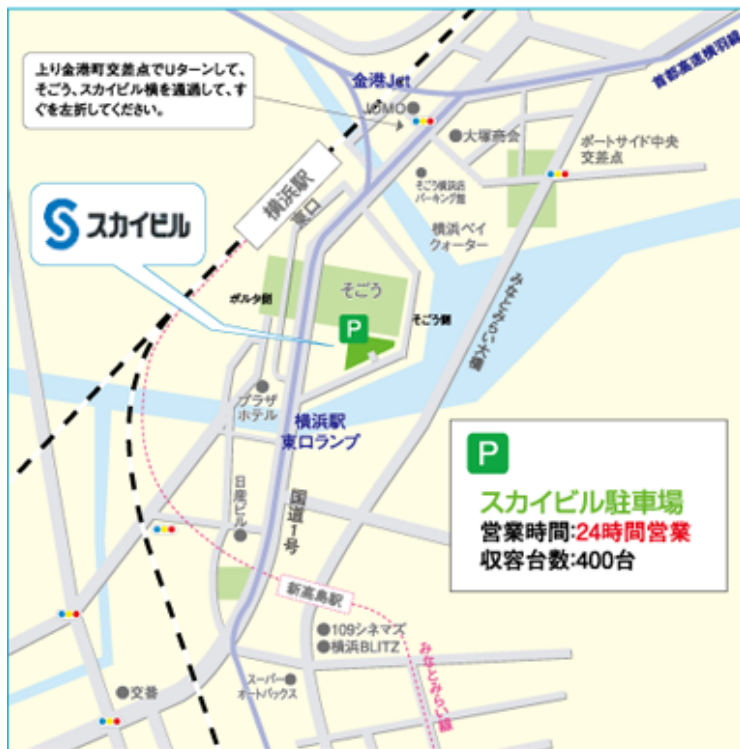 上り金港町交差点でUターンして、
そごう、スカイビル横を通過して、す
ぐを左折してください。
金港Jct
首都高速横羽線
JOMO
大塚商会
ポートサイド中央
交差点
そごう横浜店
パーキング館
横浜駅
東口
スカイビル
横浜ベイ
クォーター
そごう
ポルタ側
P
そごう側
みなとみらい大橋
プラザ
ホテル
横浜駅
東口ランプ
P
スカイビル駐車場
営業時間:24時間営業
収容台数:400台
日産ビル
国道1号
新高島駅
109シネマズ
横浜BLITZ
みなとみらい線
スーパー
オートバックス
交番